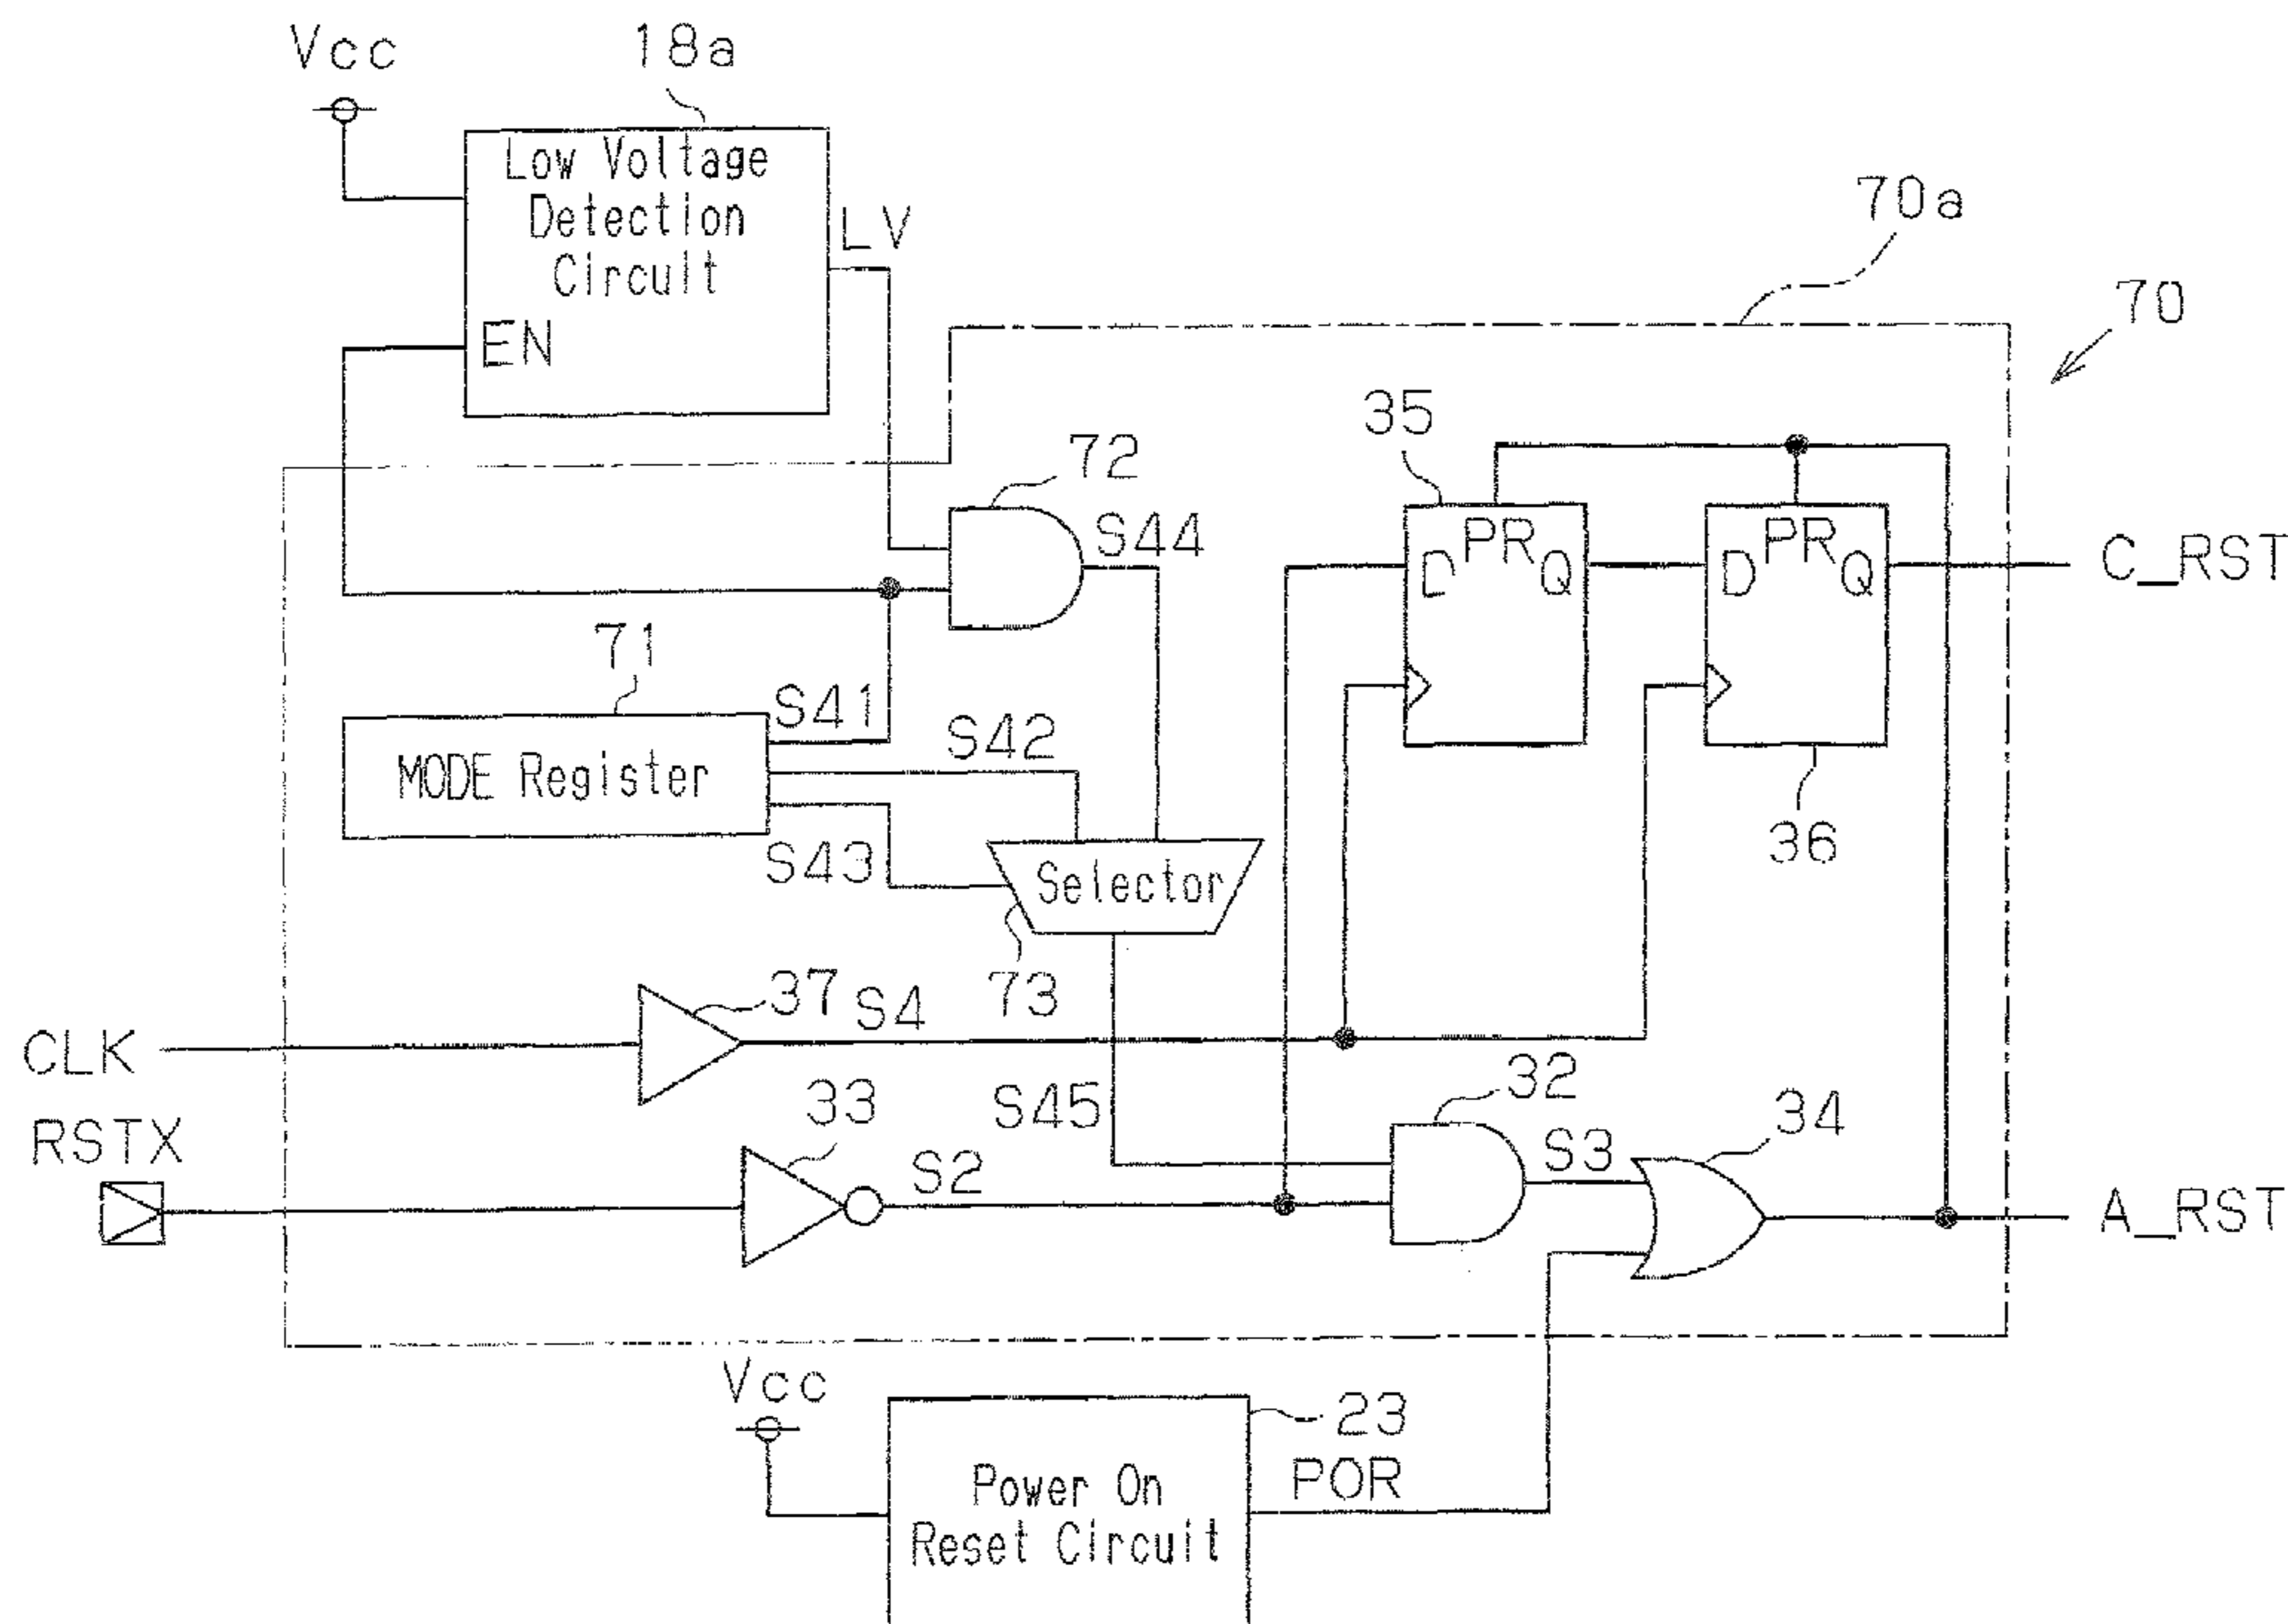 Vcc
18a
Low Voltage
Detection
Circuit
LV
EN
70a
70
72
S44
35
PR
D
Q
PR
D
Q
C_RST
36
71
MODE Register
S41
S42
S43
Selector
73
CLK
37
S4
RSTX
33
S2
S45
32
S3
34
A_RST
Vcc
23
Power On
Reset Circuit
POR